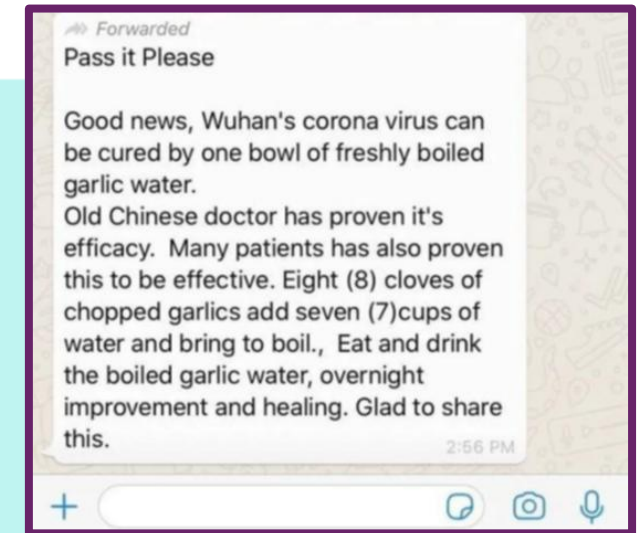 Forwarded
Pass it Please
Good news, Wuhan's corona virus can
be cured by one bowl of freshly boiled
garlic water.
Old Chinese doctor has proven it's
efficacy.  Many patients has also proven
this to be effective. Eight (8) cloves of
chopped garlics add seven (7)cups of
water and bring to boil.,  Eat and drink
the boiled garlic water, overnight
improvement and healing. Glad to share
this.
2:56 PM